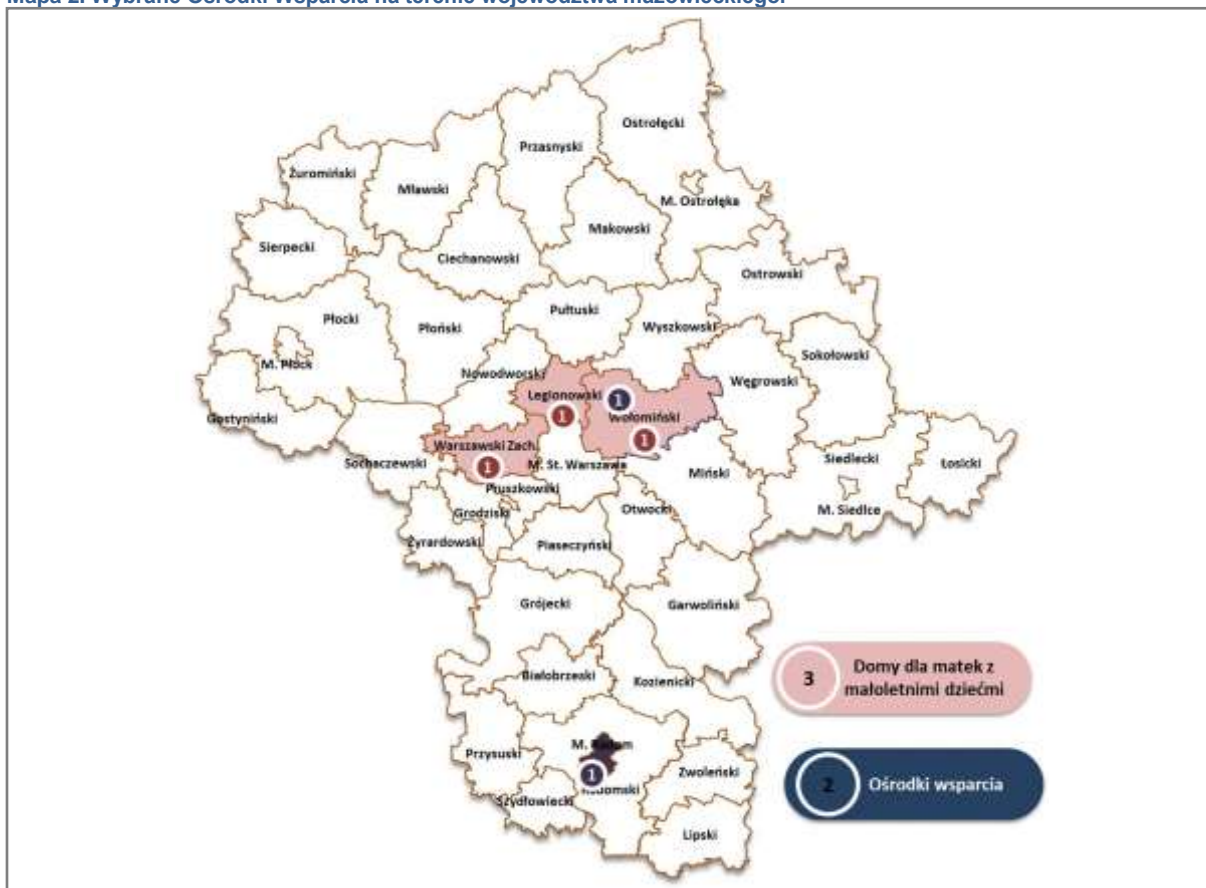 Mapa 2. Wybrane Ośrodki Wsparcia na terenie województwa mazowieckiego.
Ostrołęcki
Przasnyski
Żuromiński
Mławski
M. Ostrołęka
Makowski
Sierpecki
Ciechanowski
Ostrowski
Płocki
Płoński
Pułtuski
Wyszkowski
Sokołowski
M. Płock
Nowodworski
Węgrowski
Legionowski
1
Wołomiński
Gostyniński
1
1
Warszawski Zach.
Sochaczewski
1
M. St. Warszawa
Miński
Siedlecki
Łosicki
Pruszkowski
Grodziski
Otwocki
M. Siedlce
Żyrardowski
Piaseczyński
Grójecki
Garwoliński
Białobrzeski
Kozienicki
3
Domy dla matek z
małoletnimi dziećmi
M. Radom
Przysuski
1
Zwoleński
Radomski
Szydłowiecki
2
Ośrodki wsparcia
Lipski